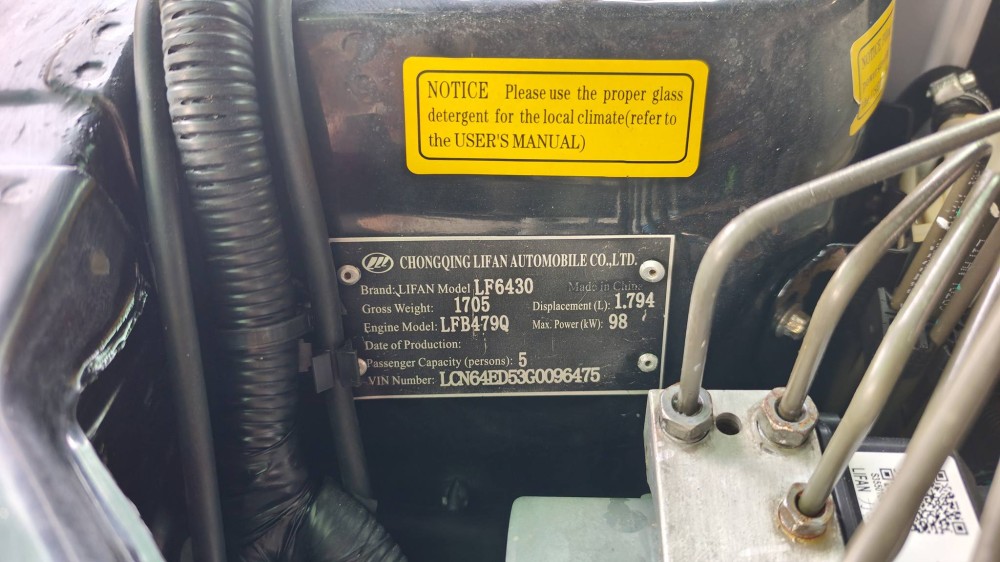 NOTICE Please use the proper glass
detergent for the local climate(refer to
the USER'S MANUAL)
NOTICE
CHONGQING LIFAN AUTOMOBILE CO.,LTD.
Brand: LIFAN Model LF6430 Made in China
Gross Weight: 1705 Displacement (L): 1.794
Engine Model: LFB479Q Max. Power (kW): 98
Date of Production:
Passenger Capacity (persons): 5
VIN Number: LCN64ED53G0096475
LIFAN